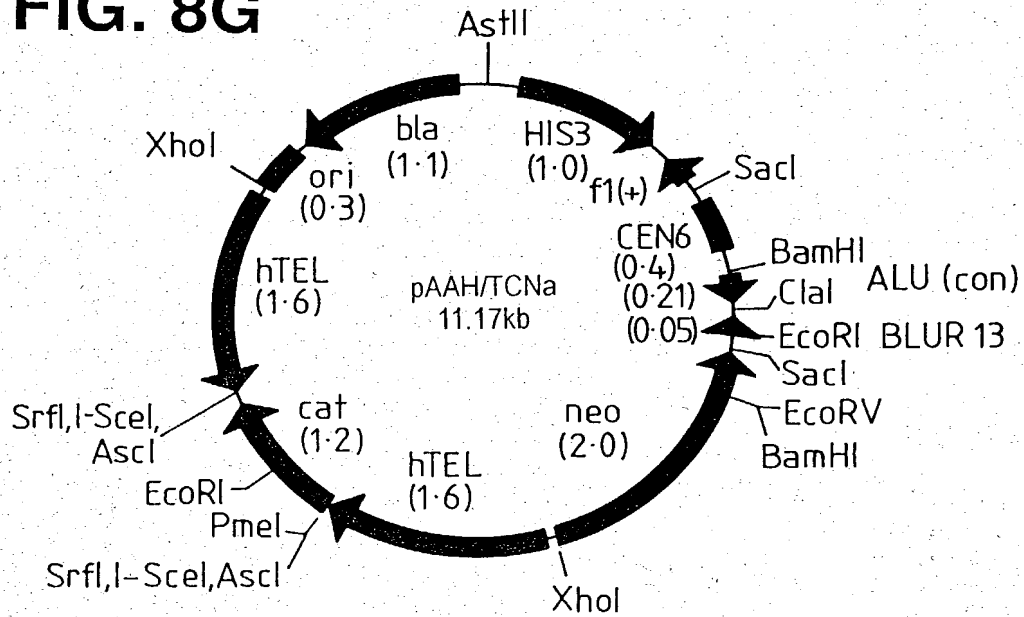 FIG. 8G
AstII
XhoI
bla
(1·1)
HIS3
(1·0)
f1(+)
SacI
ori
(0·3)
CEN6
(0·4)
(0·21)
(0·05)
BamHI
ClaI
ALU (con)
EcoRI BLUR 13
SacI
EcoRV
BamHI
hTEL
(1·6)
pAAH/TCNa
11.17kb
SrfI,I-SceI,
AscI
cat
(1·2)
neo
(2·0)
hTEL
(1·6)
EcoRI
PmeI
SrfI,I-SceI,AscI
XhoI